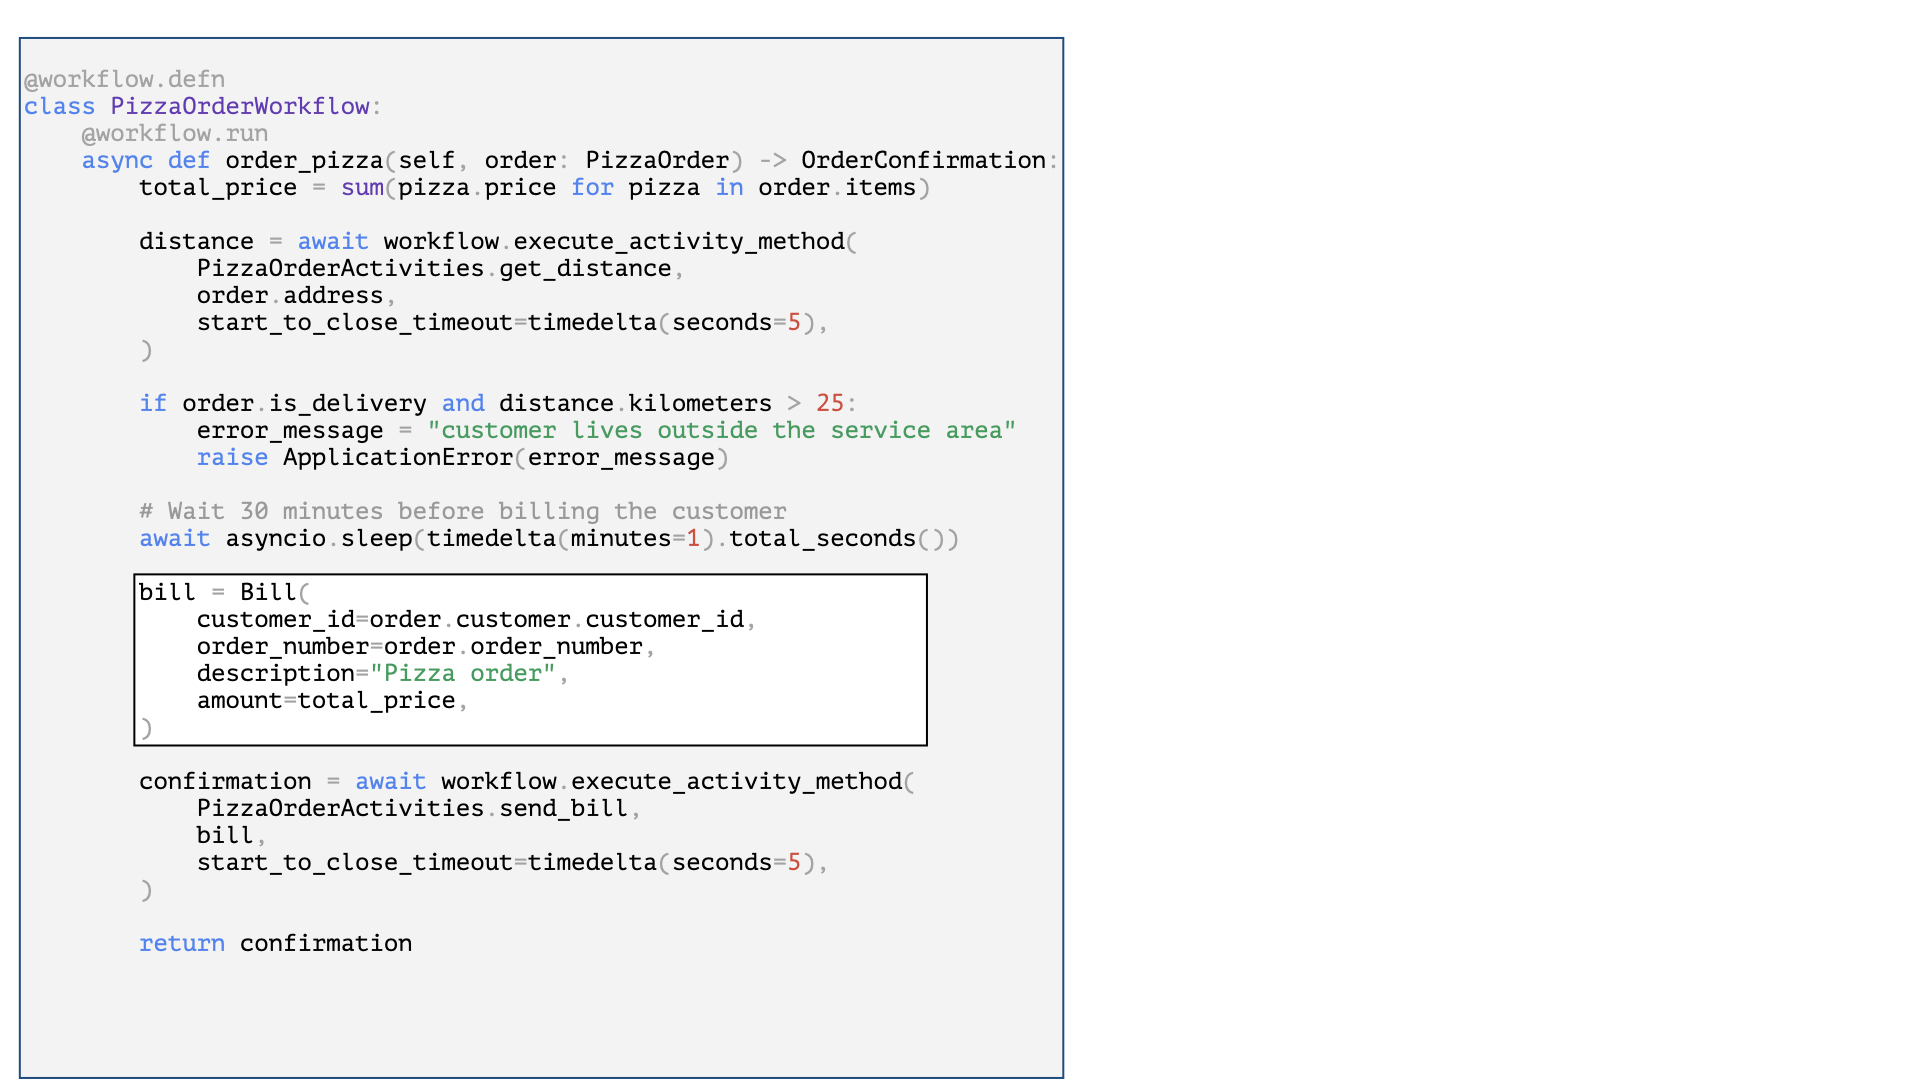 @workflow.defn
class PizzaOrderWorkflow:
    @workflow.run
    async def order_pizza(self, order: PizzaOrder) -> OrderConfirmation:
        total_price = sum(pizza.price for pizza in order.items)

        distance = await workflow.execute_activity_method(
            PizzaOrderActivities.get_distance,
            order.address,
            start_to_close_timeout=timedelta(seconds=5),
        )

        if order.is_delivery and distance.kilometers > 25:
            error_message = "customer lives outside the service area"
            raise ApplicationError(error_message)

        # Wait 30 minutes before billing the customer
        await asyncio.sleep(timedelta(minutes=1).total_seconds())

        bill = Bill(
            customer_id=order.customer.customer_id,
            order_number=order.order_number,
            description="Pizza order",
            amount=total_price,
        )

        confirmation = await workflow.execute_activity_method(
            PizzaOrderActivities.send_bill,
            bill,
            start_to_close_timeout=timedelta(seconds=5),
        )

        return confirmation